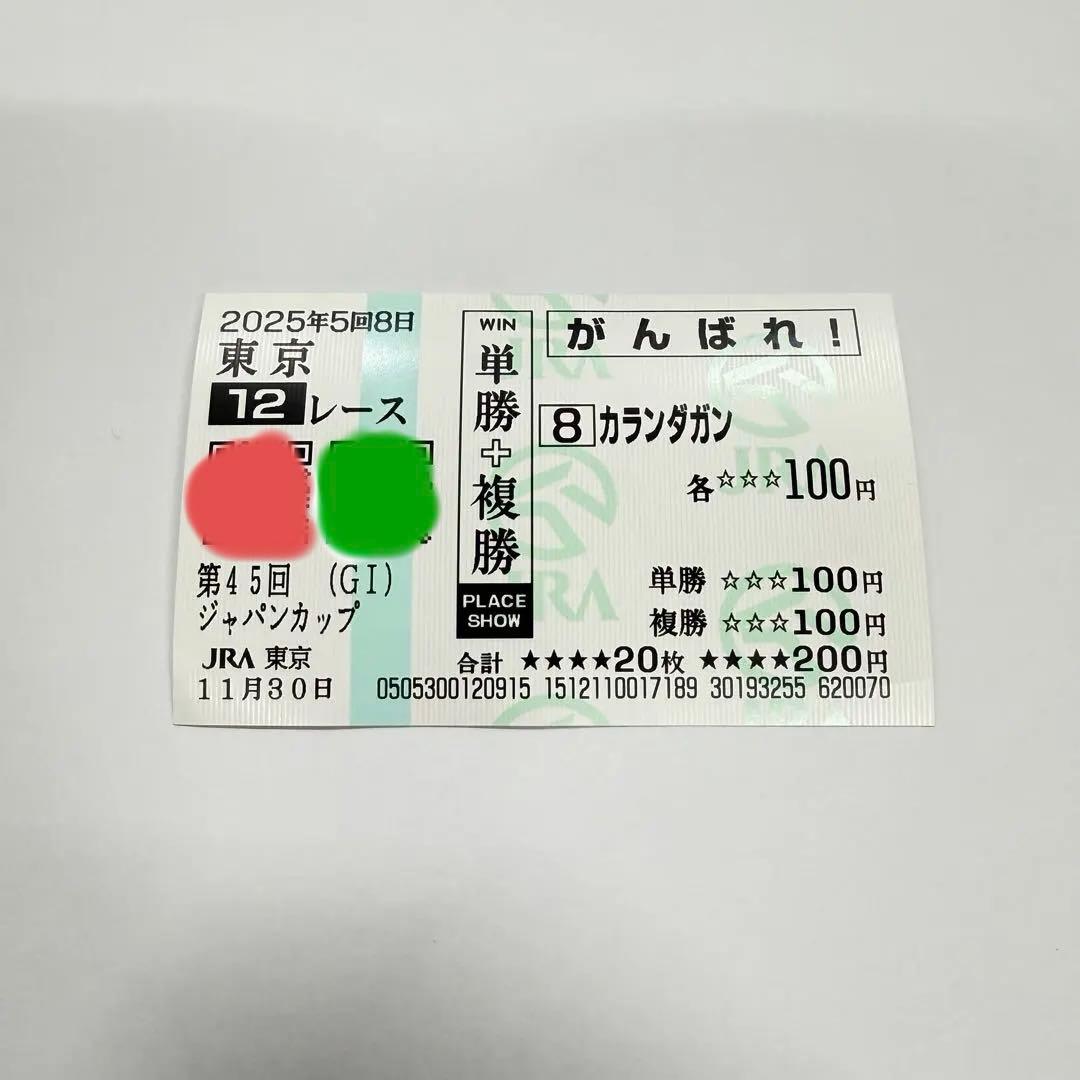 2025年5回8日
東京
12レース
第45回 (GI)
ジャパンカップ
JRA 東京
11月30日
WIN
単勝+複勝
PLACE
SHOW
がんばれ!
8 カランダガン
各☆☆☆100円
単勝 ☆☆☆100円
複勝 ☆☆☆100円
合計 ★★★★20枚 ★★★★200円
0505300120915 1512110017189 30193255 620070
JRA
JRA
JRA
JRA